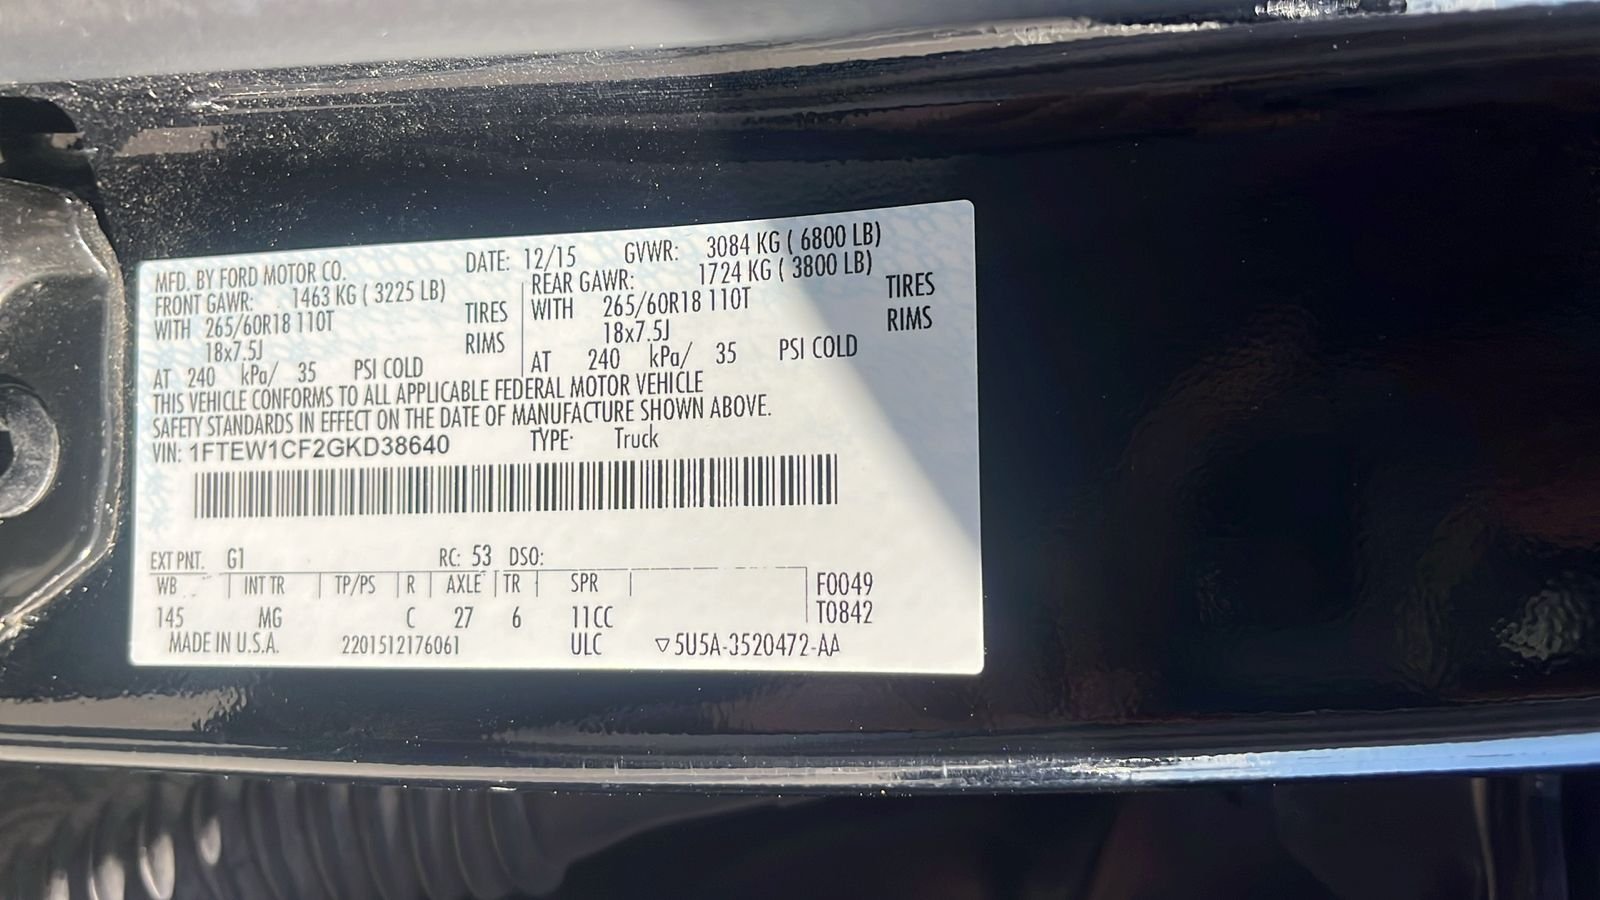 MFD. BY FORD MOTOR CO. DATE: 12/15 GVWR: 3084 KG ( 6800 LB)
FRONT GAWR: 1463 KG ( 3225 LB) REAR GAWR: 1724 KG ( 3800 LB)
WITH 265/60R18 110T TIRES WITH 265/60R18 110T TIRES
18x7.5J RIMS 18x7.5J RIMS
AT 240 kPa/ 35 PSI COLD AT 240 kPa/ 35 PSI COLD
THIS VEHICLE CONFORMS TO ALL APPLICABLE FEDERAL MOTOR VEHICLE
SAFETY STANDARDS IN EFFECT ON THE DATE OF MANUFACTURE SHOWN ABOVE.
VIN: 1FTEW1CF2GKD38640 TYPE: Truck
EXT PNT. G1 RC: 53 DSO:
WB INT TR TP/PS R AXLE TR SPR F0049
145 MG C 27 6 11CC T0842
MADE IN U.S.A. 2201512176061 ULC ▽5U5A-3520472-AA